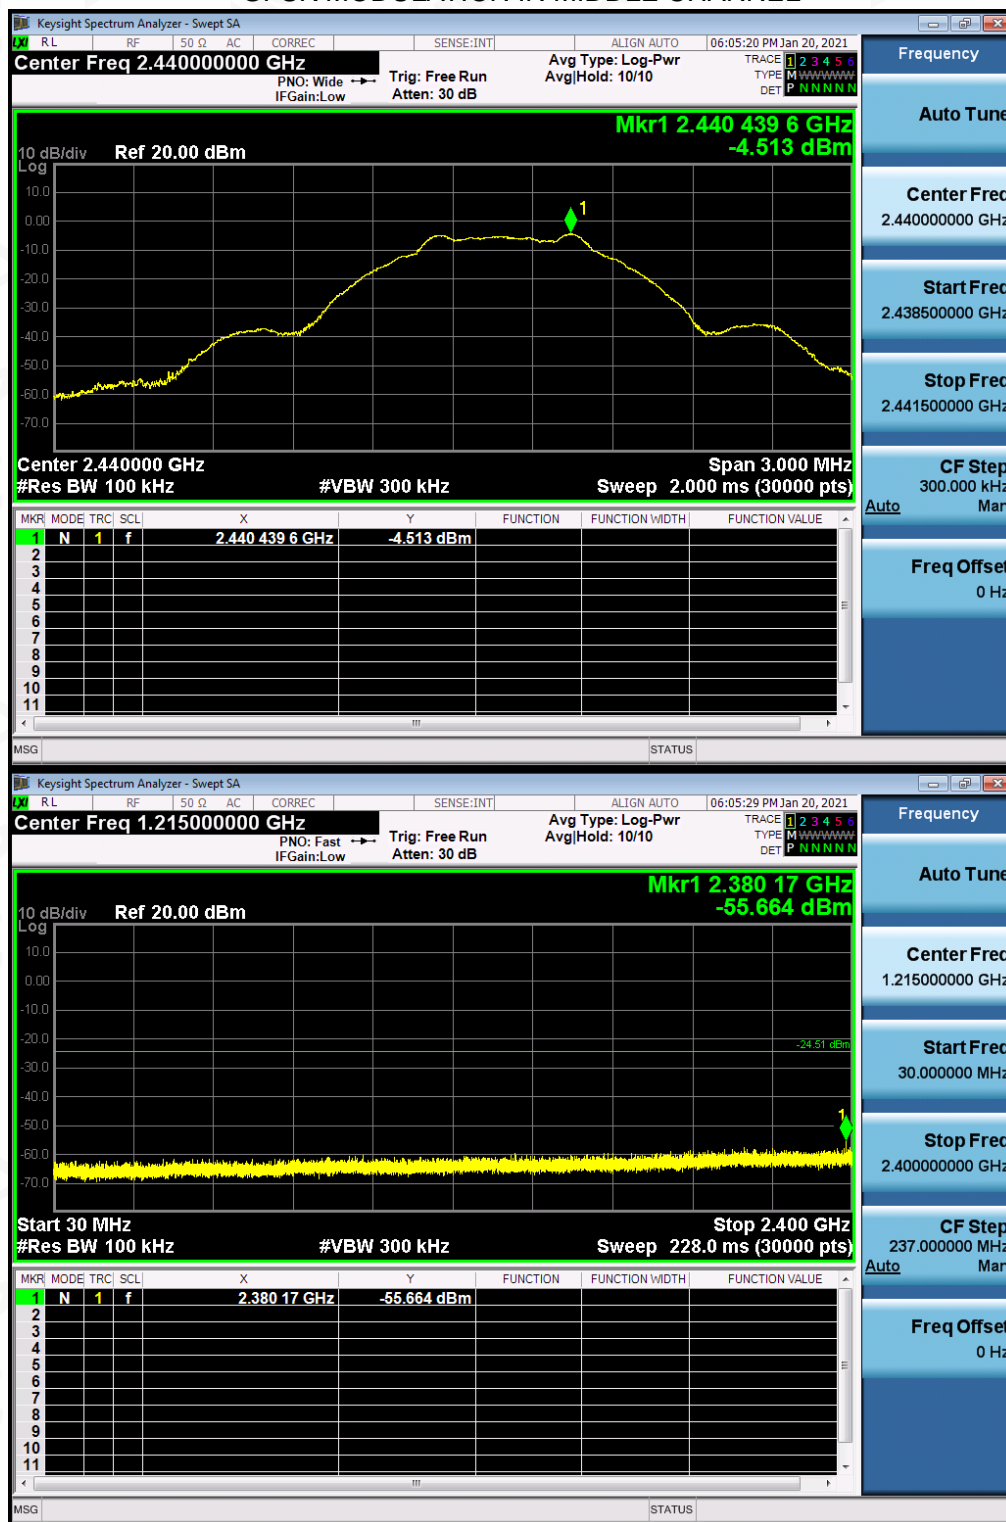 Keysight Spectrum Analyzer - Swept SA
LXI RL RF 50 Ω AC CORREC SENSE:INT ALIGN AUTO 06:05:20 PM Jan 20, 2021
Center Freq 2.440000000 GHz
PNO: Wide
IFGain:Low
Trig: Free Run
Atten: 30 dB
Avg Type: Log-Pwr
Avg|Hold: 10/10
TRACE 1 2 3 4 5 6
TYPE M WWWWW
DET P N N N N N
Mkr1 2.440 439 6 GHz
-4.513 dBm
10 dB/div Ref 20.00 dBm
Log
10.0
0.00
-10.0
-20.0
-30.0
-40.0
-50.0
-60.0
-70.0
1
Center 2.440000 GHz Span 3.000 MHz
#Res BW 100 kHz #VBW 300 kHz Sweep 2.000 ms (30000 pts)
MKR MODE TRC SCL X Y FUNCTION FUNCTION WIDTH FUNCTION VALUE
1 N 1 f 2.440 439 6 GHz -4.513 dBm
2
3
4
5
6
7
8
9
10
11
MSG STATUS
Frequency
Auto Tune
Center Freq
2.440000000 GHz
Start Freq
2.438500000 GHz
Stop Freq
2.441500000 GHz
CF Step
300.000 kHz
Auto Man
Freq Offset
0 Hz
Keysight Spectrum Analyzer - Swept SA
LXI RL RF 50 Ω AC CORREC SENSE:INT ALIGN AUTO 06:05:29 PM Jan 20, 2021
Center Freq 1.215000000 GHz
PNO: Fast
IFGain:Low
Trig: Free Run
Atten: 30 dB
Avg Type: Log-Pwr
Avg|Hold: 10/10
TRACE 1 2 3 4 5 6
TYPE M WWWWW
DET P N N N N N
Mkr1 2.380 17 GHz
-55.664 dBm
10 dB/div Ref 20.00 dBm
Log
10.0
0.00
-10.0
-20.0
-30.0
-40.0
-50.0
-60.0
-70.0
-24.51 dBm
1
Start 30 MHz Stop 2.400 GHz
#Res BW 100 kHz #VBW 300 kHz Sweep 228.0 ms (30000 pts)
MKR MODE TRC SCL X Y FUNCTION FUNCTION WIDTH FUNCTION VALUE
1 N 1 f 2.380 17 GHz -55.664 dBm
2
3
4
5
6
7
8
9
10
11
MSG STATUS
Frequency
Auto Tune
Center Freq
1.215000000 GHz
Start Freq
30.000000 MHz
Stop Freq
2.400000000 GHz
CF Step
237.000000 MHz
Auto Man
Freq Offset
0 Hz